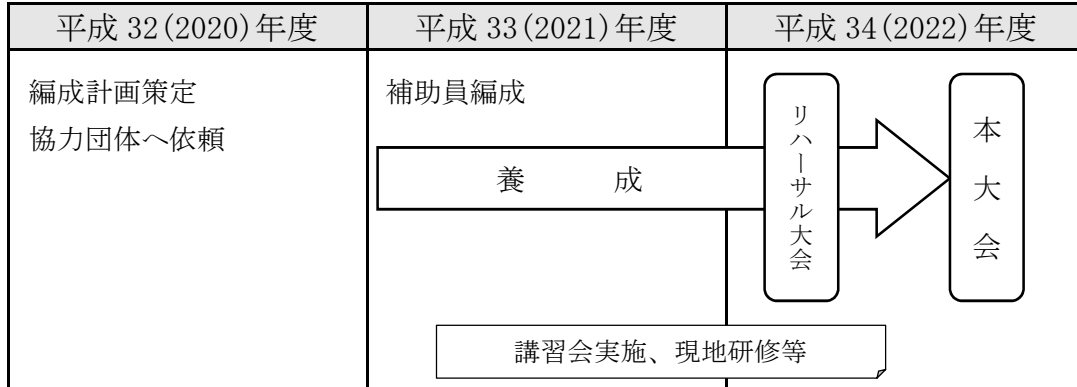 平成 32(2020)年度
平成 33(2021)年度
平成 34(2022)年度
編成計画策定
協力団体へ依頼
補助員編成
養　成
リハーサル大会
本大会
講習会実施、現地研修等